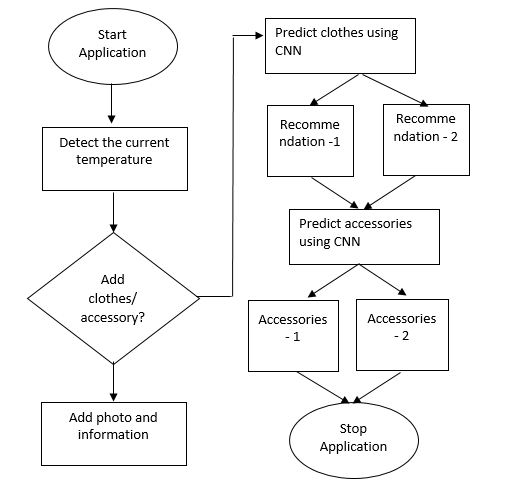 Start
Application
Detect the current
temperature
Add
clothes/
accessory?
Add photo and
information
Predict clothes using
CNN
Recomme
ndation -1
Recomme
ndation - 2
Predict accessories
using CNN
Accessories
- 1
Accessories
- 2
Stop
Application